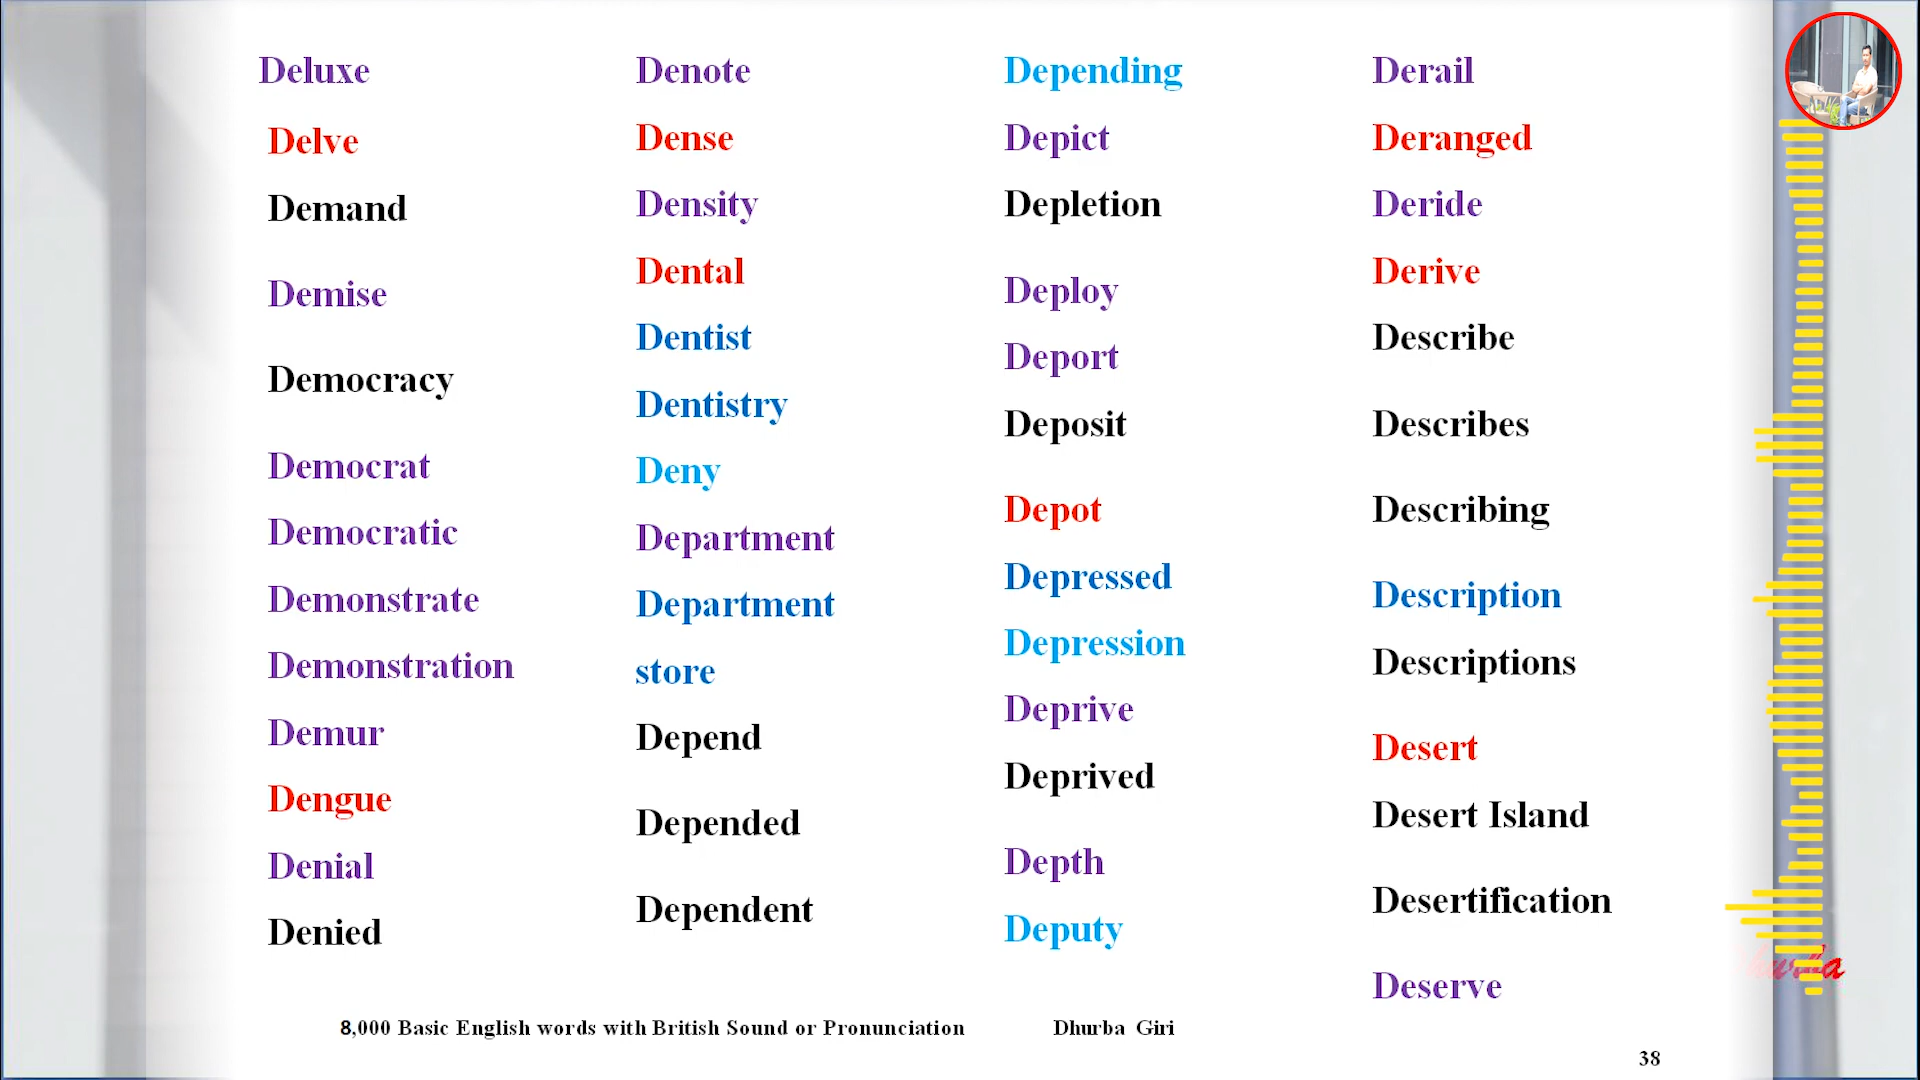 Deluxe
Delve
Demand
Demise
Democracy
Democrat
Democratic
Demonstrate
Demonstration
Demur
Dengue
Denial
Denied
Denote
Dense
Density
Dental
Dentist
Dentistry
Deny
Department
Department
store
Depend
Depended
Dependent
Depending
Depict
Depletion
Deploy
Deport
Deposit
Depot
Depressed
Depression
Deprive
Deprived
Depth
Deputy
Derail
Deranged
Deride
Derive
Describe
Describes
Describing
Description
Descriptions
Desert
Desert Island
Desertification
Deserve
8,000 Basic English words with British Sound or Pronunciation Dhurba Giri
38